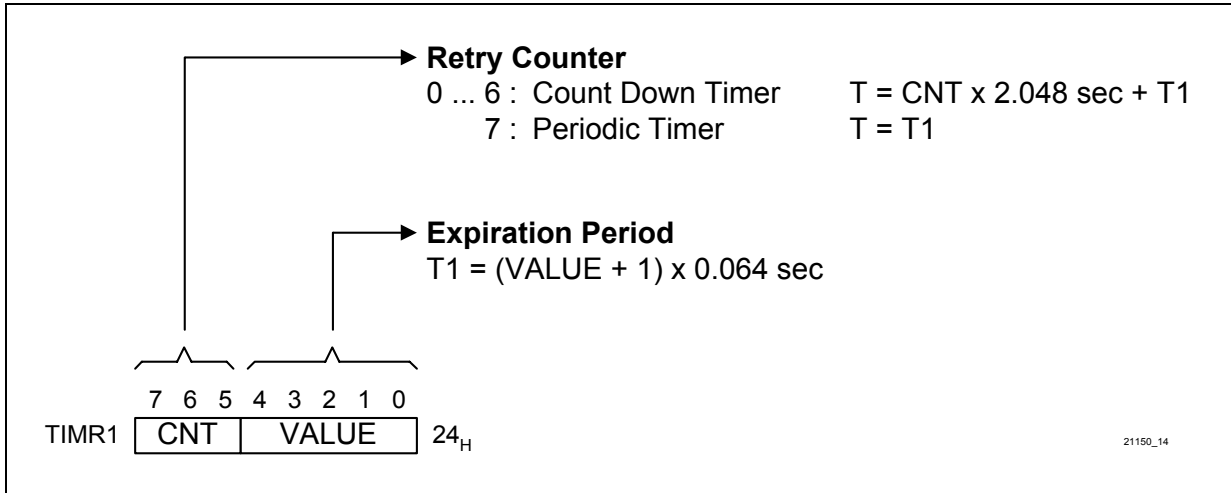 Retry Counter
0 ... 6 : Count Down Timer T = CNT x 2.048 sec + T1
7 : Periodic Timer T = T1
Expiration Period
T1 = (VALUE + 1) x 0.064 sec
7 6 5 4 3 2 1 0
TIMR1 CNT VALUE 24H
21150_14